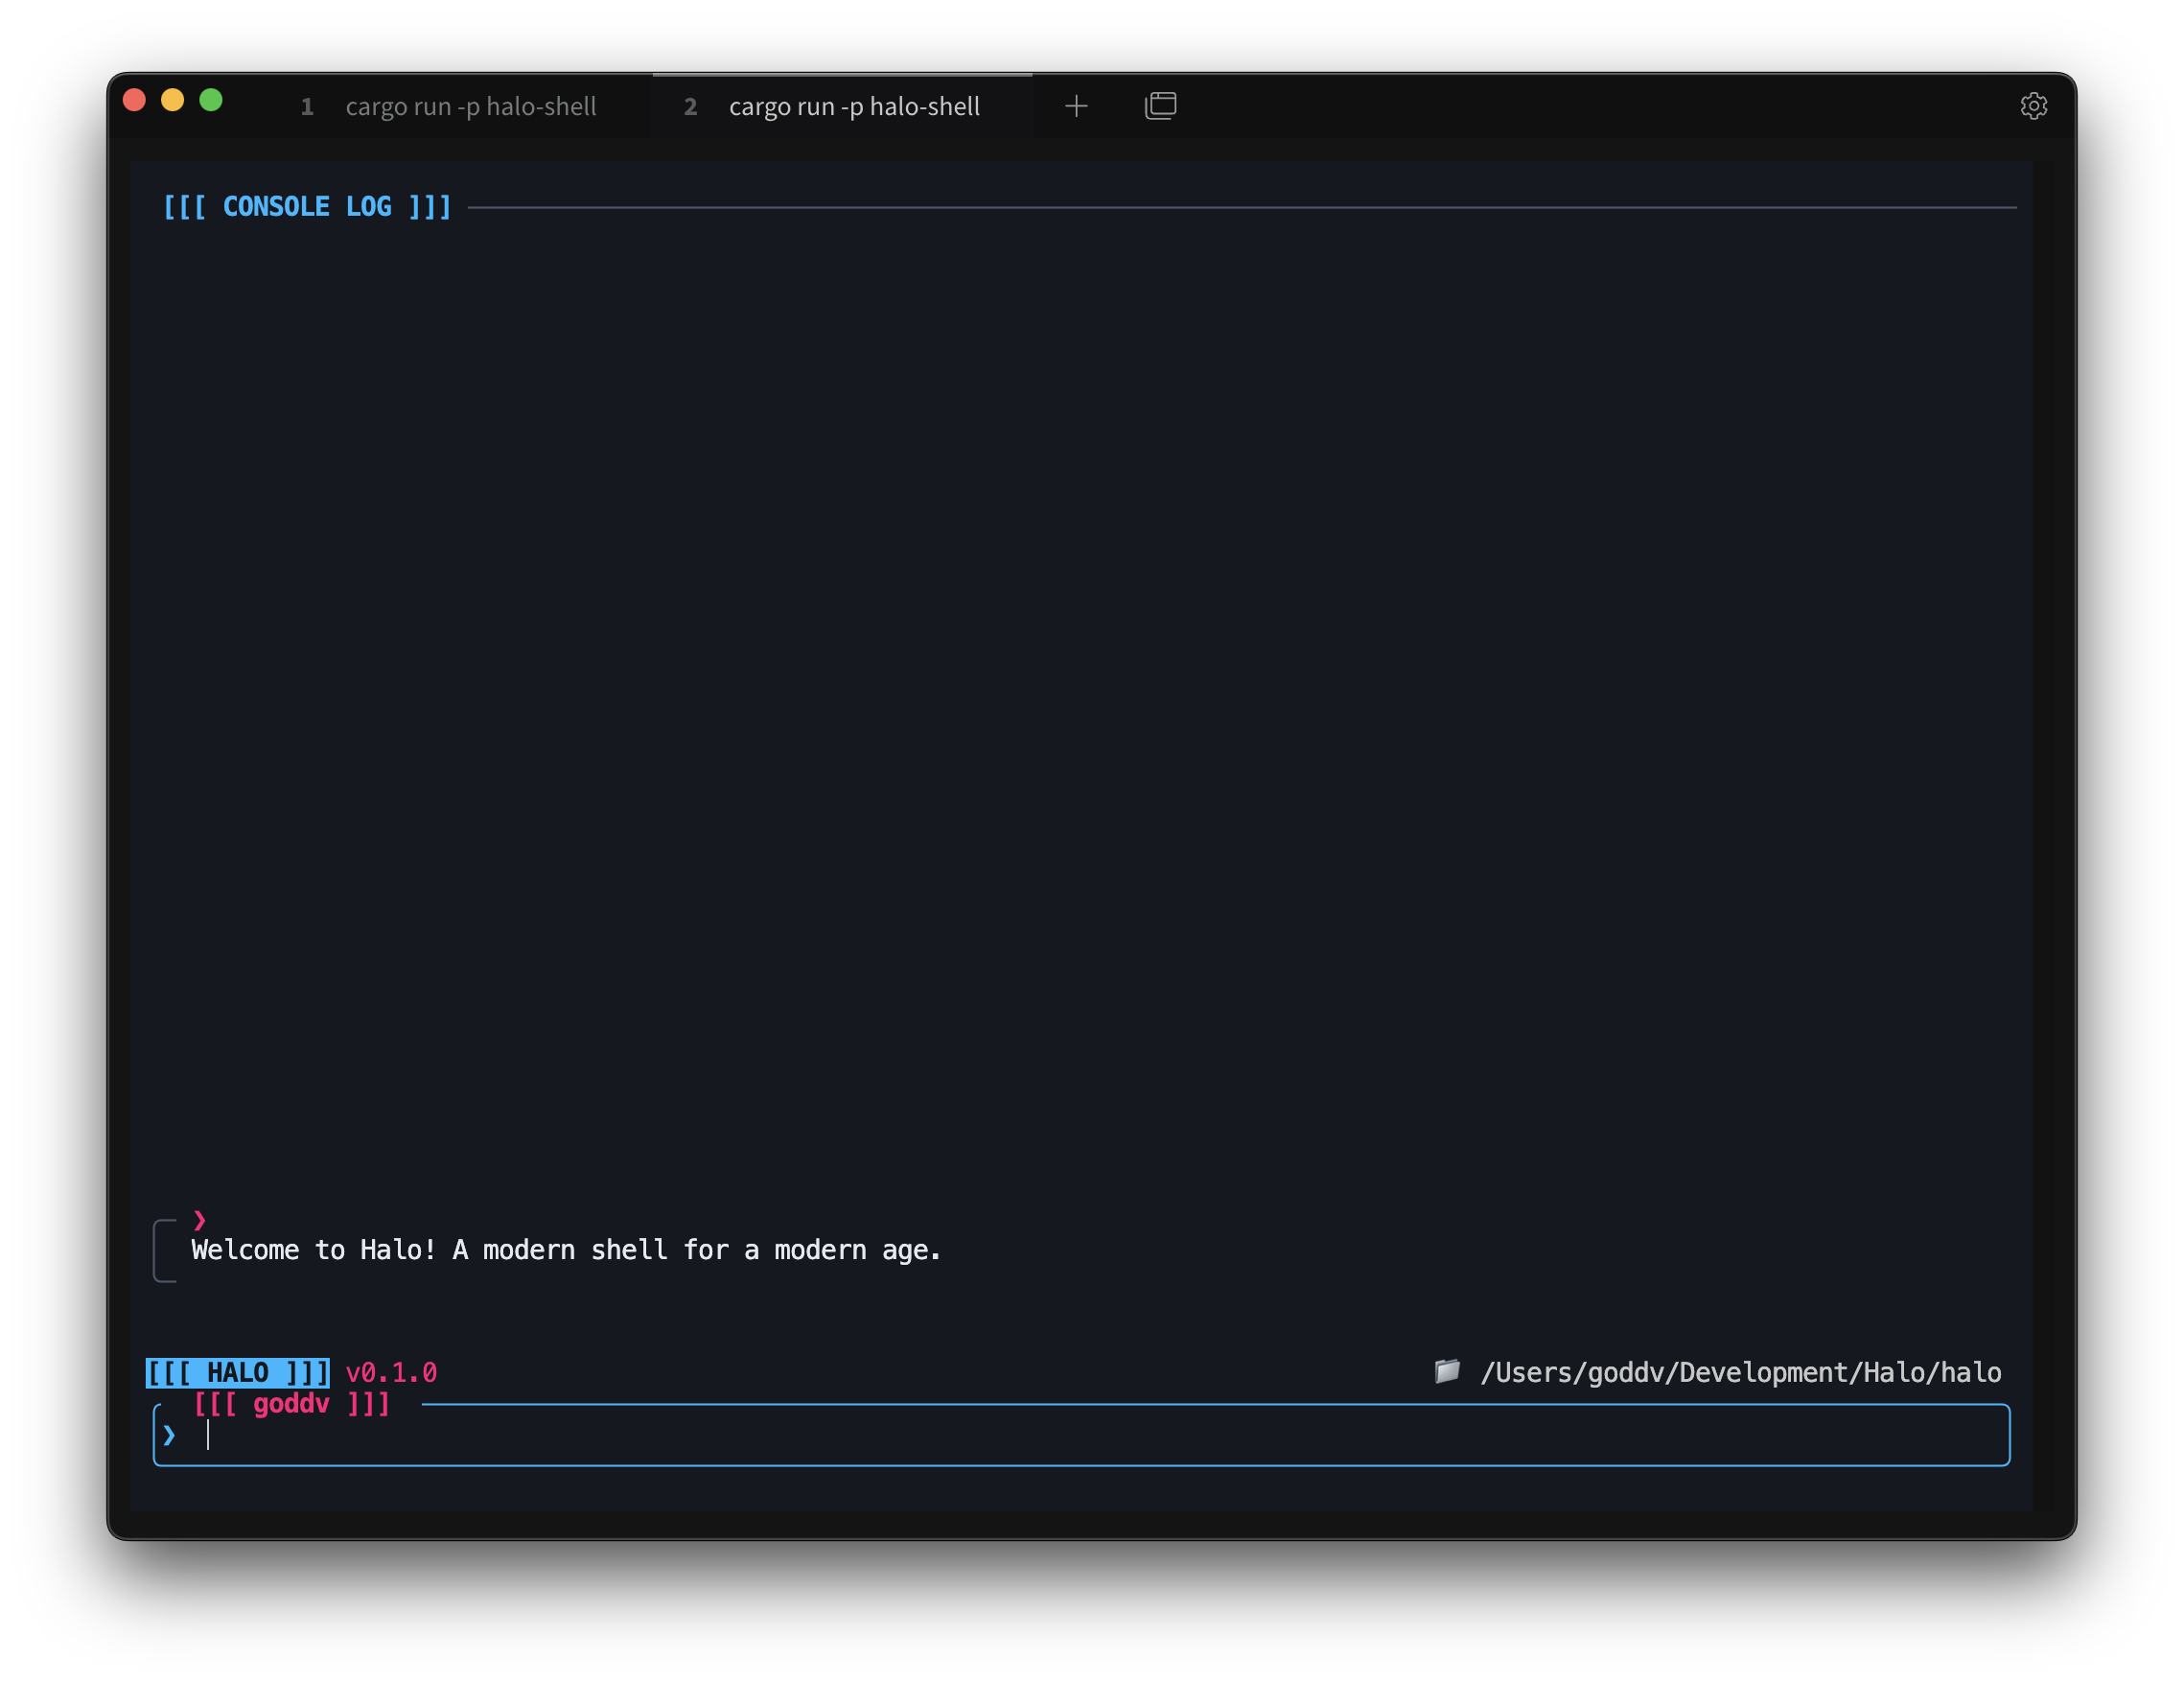 1 cargo run -p halo-shell 2 cargo run -p halo-shell
[[[ CONSOLE LOG ]]]
❯
Welcome to Halo! A modern shell for a modern age.
[[[ HALO ]]] v0.1.0 /Users/goddv/Development/Halo/halo
[[[ goddv ]]]
❯